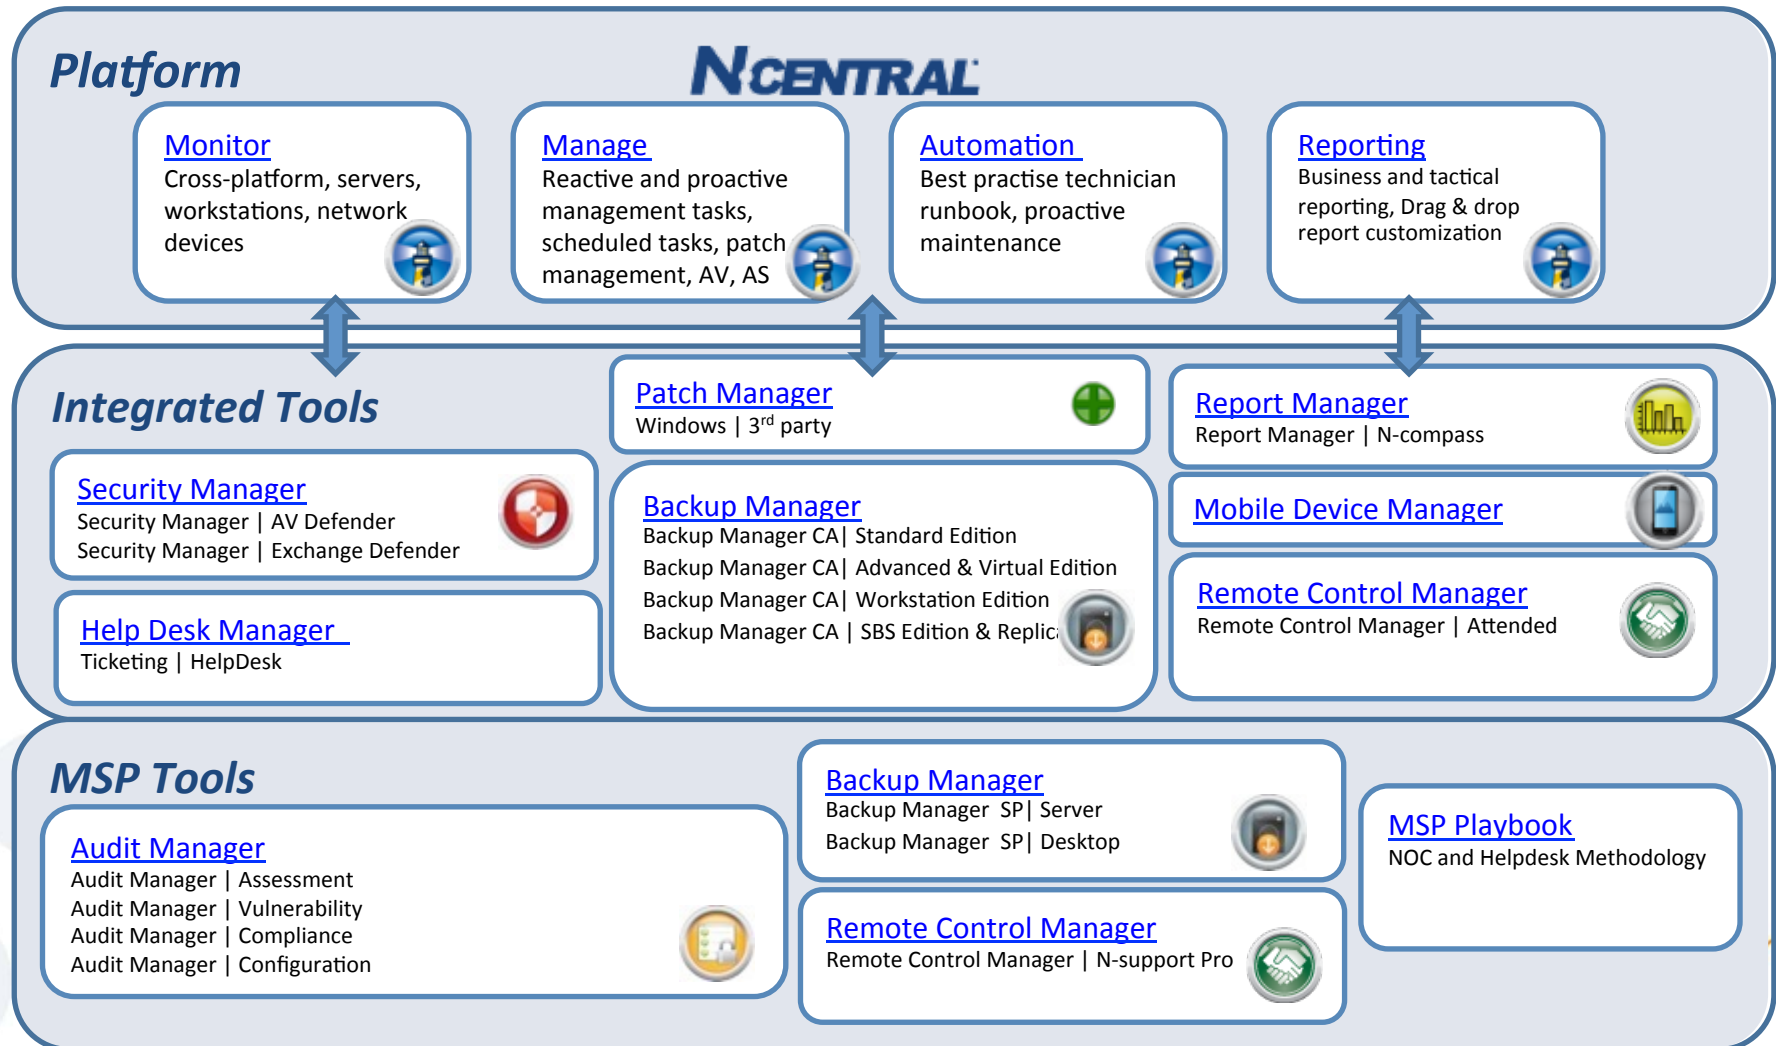 Platform
N-CENTRAL
Monitor
Cross-platform, servers,
workstations, network
devices
Manage
Reactive and proactive
management tasks,
scheduled tasks, patch
management, AV, AS
Automation
Best practise technician
runbook, proactive
maintenance
Reporting
Business and tactical
reporting, Drag & drop
report customization
Integrated Tools
Security Manager
Security Manager | AV Defender
Security Manager | Exchange Defender
Help Desk Manager
Ticketing | HelpDesk
Patch Manager
Windows | 3rd party
Backup Manager
Backup Manager CA| Standard Edition
Backup Manager CA| Advanced & Virtual Edition
Backup Manager CA| Workstation Edition
Backup Manager CA | SBS Edition &
Report Manager
Report Manager | N-compass
Mobile Device Manager
Remote Control Manager
Remote Control Manager | Attended
MSP Tools
Audit Manager
Audit Manager | Assessment
Audit Manager | Vulnerability
Audit Manager | Compliance
Audit Manager | Configuration
Backup Manager
Backup Manager SP| Server
Backup Manager SP| Desktop
Remote Control Manager
Remote Control Manager | N-support Pro
MSP Playbook
NOC and Helpdesk Methodology